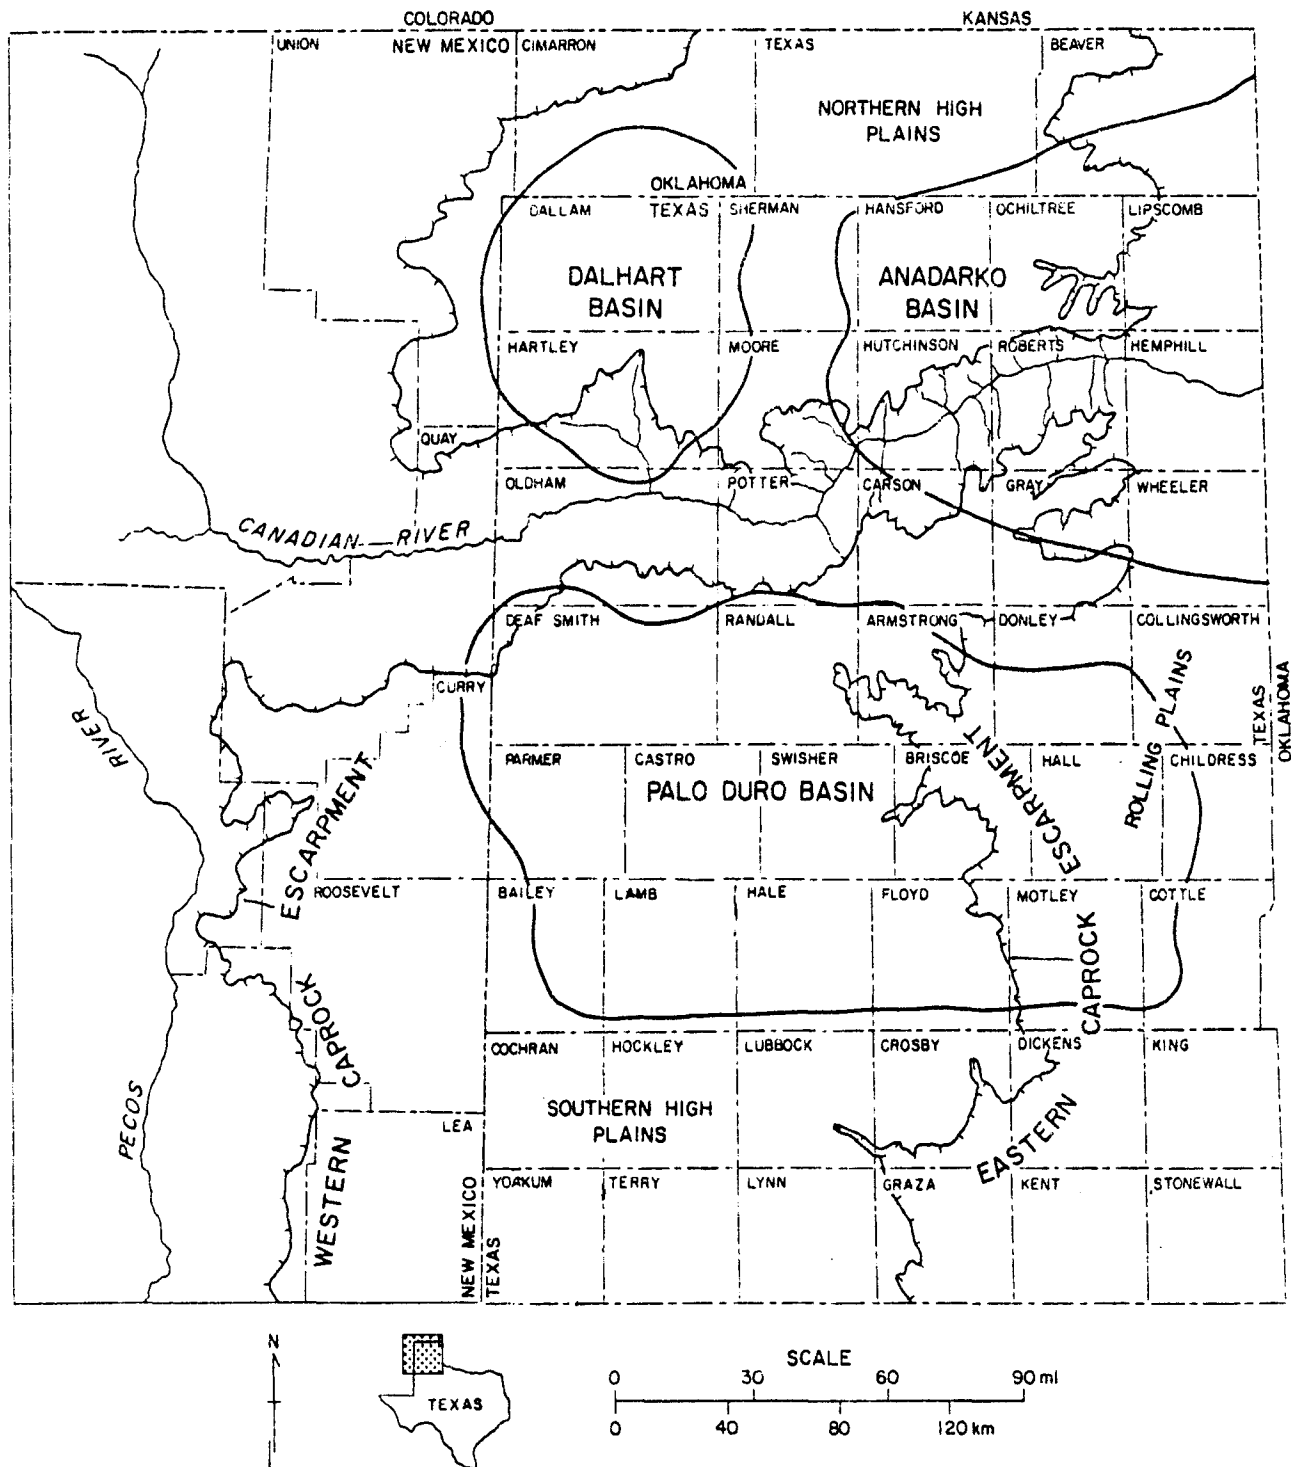 COLORADO
KANSAS
UNION
NEW MEXICO
CIMARRON
TEXAS
BEAVER
NORTHERN HIGH
PLAINS
OKLAHOMA
DALLAM
TEXAS
SHERMAN
HANSFORD
OCHILTREE
LIPSCOMB
DALHART
BASIN
ANADARKO
BASIN
HARTLEY
MOORE
HUTCHINSON
ROBERTS
HEMPHILL
QUAY
OLDHAM
POTTER
CARSON
GRAY
WHEELER
CANADIAN RIVER
DEAF SMITH
RANDALL
ARMSTRONG
DONLEY
COLLINGSWORTH
CURRY
RIVER
PECOS
ROLLING PLAINS
TEXAS
OKLAHOMA
PARMER
CASTRO
SWISHER
BRISCOE
HALL
CHILDRESS
PALO DURO BASIN
WESTERN
CAPROCK
ESCARPMENT
EASTERN
CAPROCK
ESCARPMENT
ROOSEVELT
BAILEY
LAMB
HALE
FLOYD
MOTLEY
COTTLE
COCHRAN
HOCKLEY
LUBBOCK
CROSBY
DICKENS
KING
SOUTHERN HIGH
PLAINS
LEA
YOAKUM
TERRY
LYNN
GRAZA
KENT
STONEWALL
NEW MEXICO
TEXAS
N
TEXAS
SCALE
0 30 60 90 mi
0 40 80 120 km